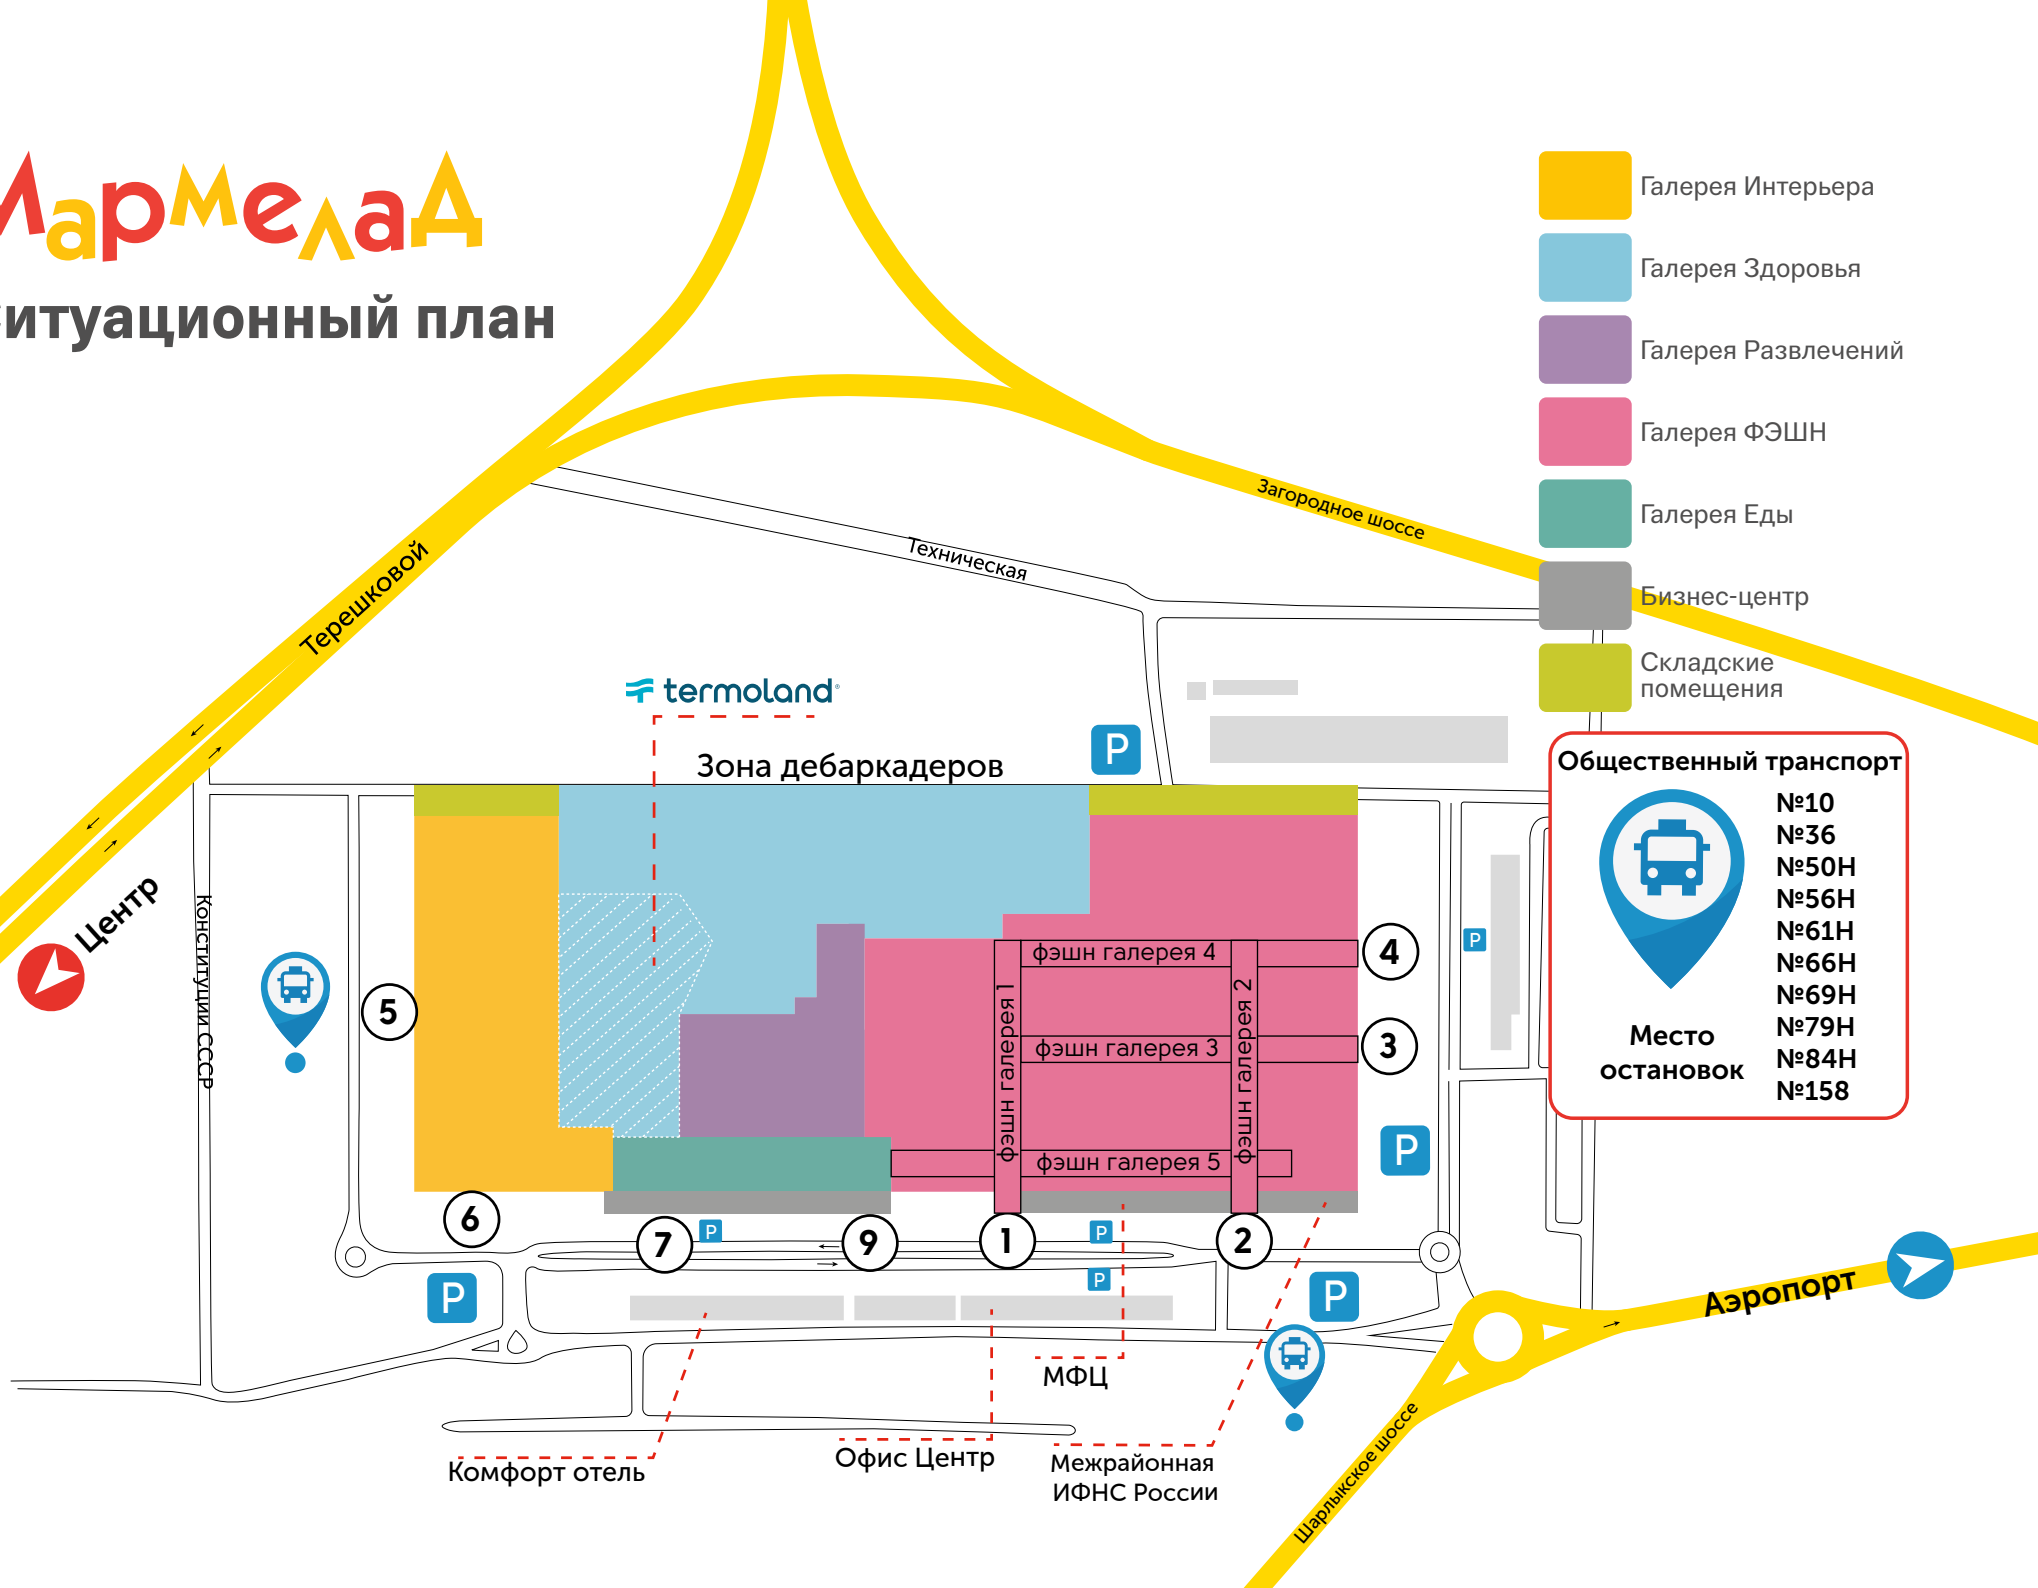 Мармелад
Ситуационный план
Галерея Интерьера
Галерея Здоровья
Галерея Развлечений
Галерея ФЭШН
Галерея Еды
Бизнес-центр
Складские
помещения
Загородное шоссе
Техническая
Терешковой
termoland
Зона дебаркадеров
P
Общественный транспорт
№10
№36
№50Н
№56Н
№61Н
№66Н
№69Н
№79Н
№84Н
№158
Место
остановок
Центр
Конституции СССР
фэшн галерея 4
4
P
5
фэшн галерея 1
фэшн галерея 2
фэшн галерея 3
3
фэшн галерея 5
P
6
7
P
9
1
P
2
P
P
P
Аэропорт
МФЦ
Комфорт отель
Офис Центр
Межрайонная
ИФНС России
Шарлыкское шоссе